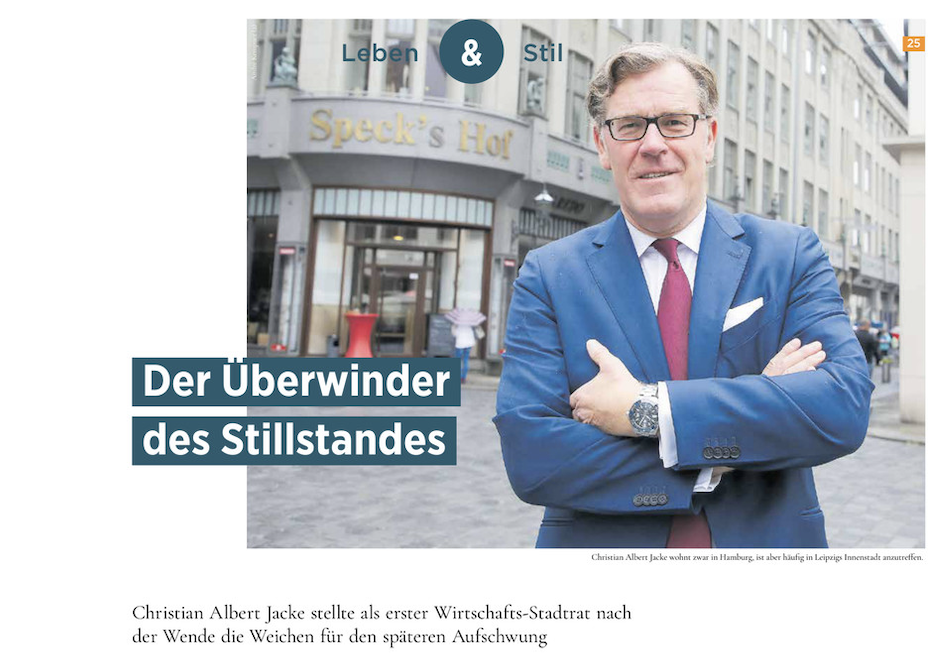 Leben & Stil
25
Speck's Hof
Der Überwinder
des Stillstandes
Christian Albert Jacke wohnt zwar in Hamburg, ist aber häufig in Leipzigs Innenstadt anzutreffen.
Christian Albert Jacke stellte als erster Wirtschafts-Stadtrat nach
der Wende die Weichen für den späteren Aufschwung